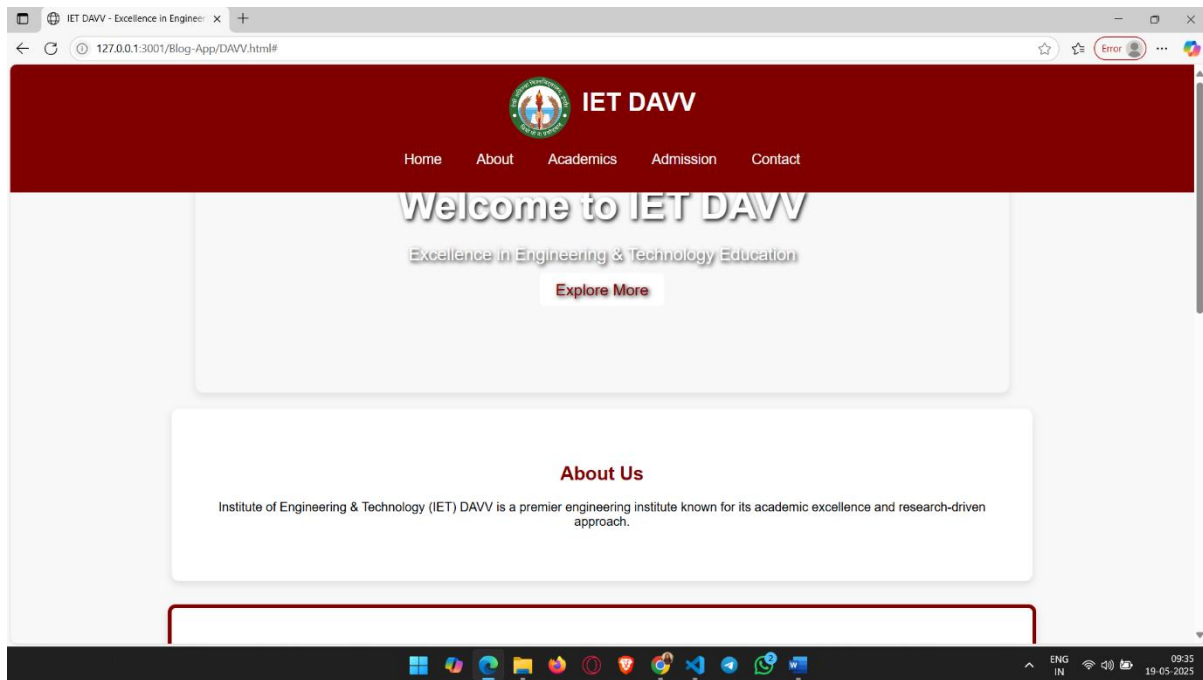 IET DAVV - Excellence in Engineer
127.0.0.1:3001/Blog-App/DAVV.html#
Error
IET DAVV
Home About Academics Admission Contact
Welcome to IET DAVV
Excellence in Engineering & Technology Education
Explore More
About Us
Institute of Engineering & Technology (IET) DAVV is a premier engineering institute known for its academic excellence and research-driven
approach.
2
ENG
IN
09:35
19-05-2025